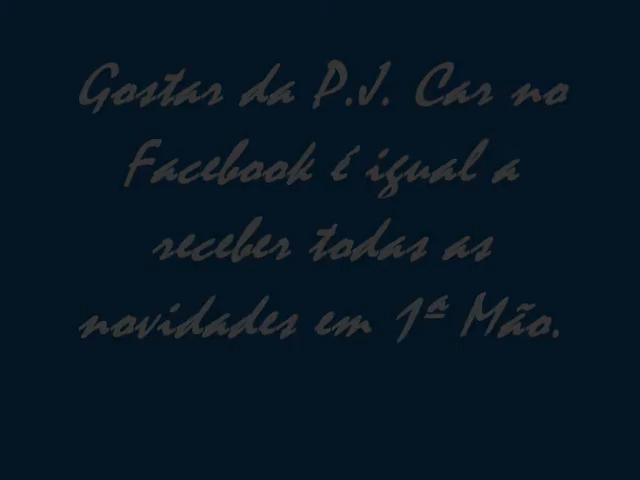 Gostar da P.J. Car no
Facebook é igual a
receber todas as
novidades em 1ª Mão.